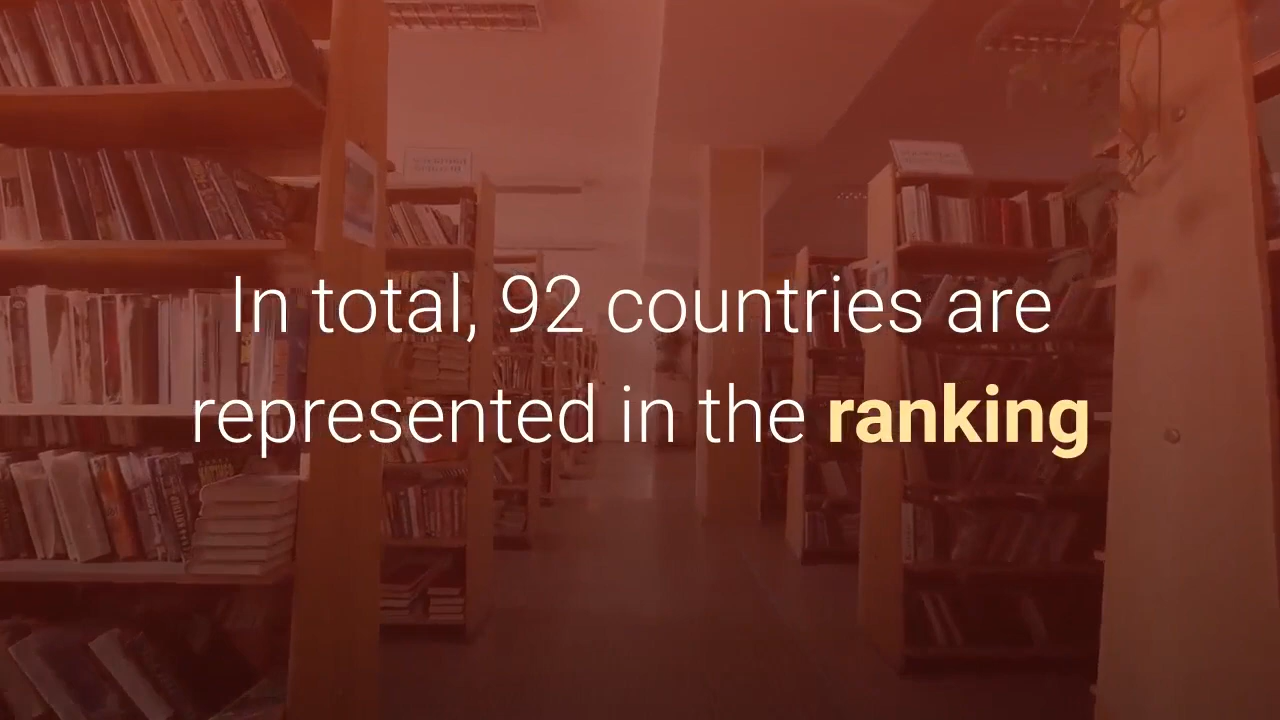 In total, 92 countries are
represented in the ranking